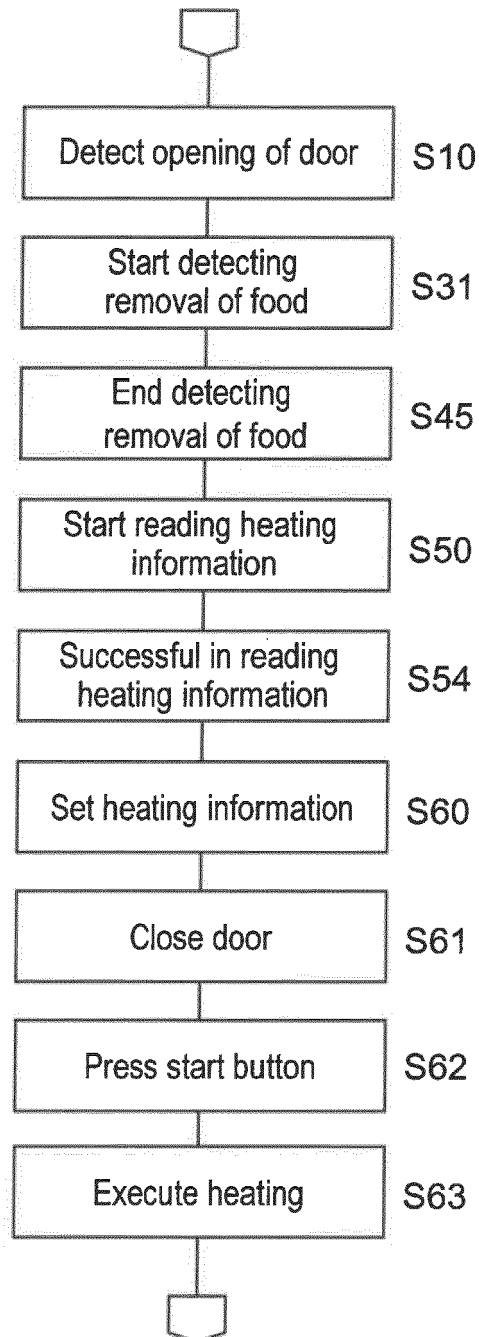 Detect opening of door S10
Start detecting
removal of food S31
End detecting
removal of food S45
Start reading heating
information S50
Successful in reading
heating information S54
Set heating information S60
Close door S61
Press start button S62
Execute heating S63